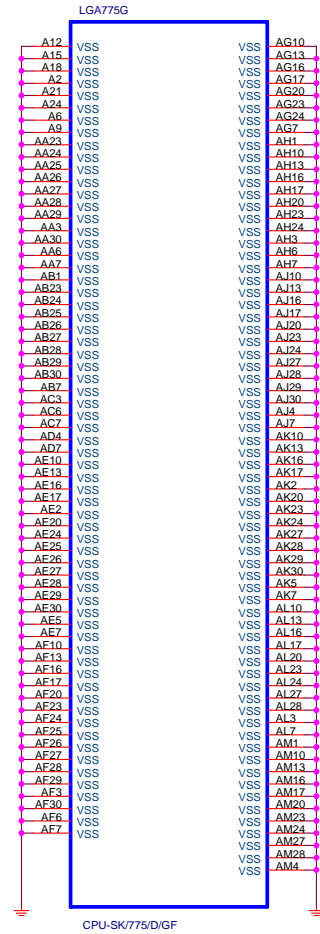 LGA775G
A12 VSS VSS AG10
A15 VSS VSS AG13
A18 VSS VSS AG16
A2 VSS VSS AG17
A21 VSS VSS AG20
A24 VSS VSS AG23
A6 VSS VSS AG24
A9 VSS VSS AG7
AA23 VSS VSS AH1
AA24 VSS VSS AH10
AA25 VSS VSS AH13
AA26 VSS VSS AH16
AA27 VSS VSS AH17
AA28 VSS VSS AH20
AA29 VSS VSS AH23
AA3 VSS VSS AH24
AA30 VSS VSS AH3
AA6 VSS VSS AH6
AA7 VSS VSS AH7
AB1 VSS VSS AJ10
AB23 VSS VSS AJ13
AB24 VSS VSS AJ16
AB25 VSS VSS AJ17
AB26 VSS VSS AJ20
AB27 VSS VSS AJ23
AB28 VSS VSS AJ24
AB29 VSS VSS AJ27
AB30 VSS VSS AJ28
AB7 VSS VSS AJ29
AC3 VSS VSS AJ30
AC6 VSS VSS AJ4
AC7 VSS VSS AJ7
AD4 VSS VSS AK10
AD7 VSS VSS AK13
AE10 VSS VSS AK16
AE13 VSS VSS AK17
AE16 VSS VSS AK2
AE17 VSS VSS AK20
AE2 VSS VSS AK23
AE20 VSS VSS AK24
AE24 VSS VSS AK27
AE25 VSS VSS AK28
AE26 VSS VSS AK29
AE27 VSS VSS AK30
AE28 VSS VSS AK5
AE29 VSS VSS AK7
AE30 VSS VSS AL10
AE5 VSS VSS AL13
AE7 VSS VSS AL16
AF10 VSS VSS AL17
AF13 VSS VSS AL20
AF16 VSS VSS AL23
AF17 VSS VSS AL24
AF20 VSS VSS AL27
AF23 VSS VSS AL28
AF24 VSS VSS AL3
AF25 VSS VSS AL7
AF26 VSS VSS AM1
AF27 VSS VSS AM10
AF28 VSS VSS AM13
AF29 VSS VSS AM16
AF3 VSS VSS AM17
AF30 VSS VSS AM20
AF6 VSS VSS AM23
AF7 VSS VSS AM24
VSS AM27
VSS AM28
VSS AM4
CPU-SK/775/D/GF